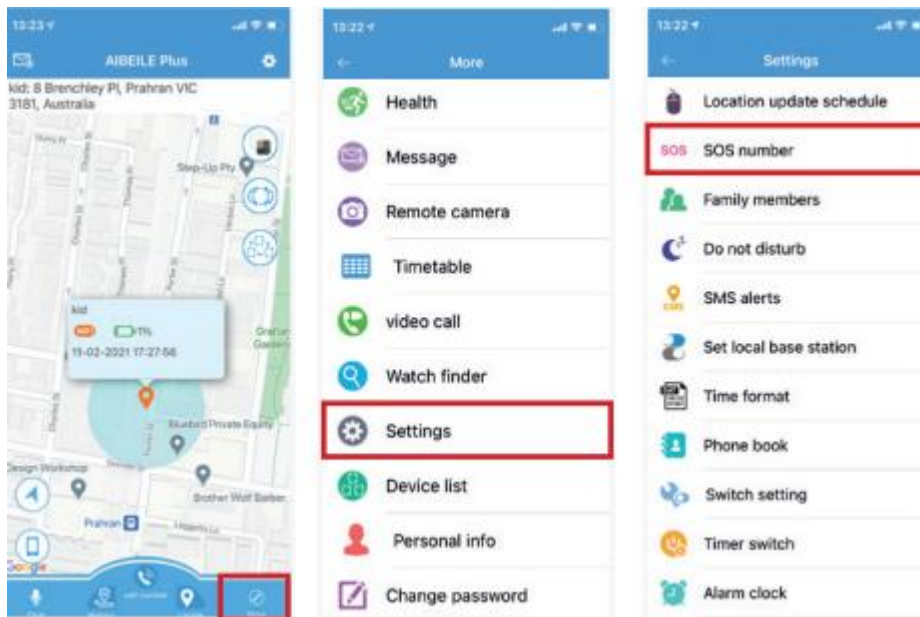 13:23
AIBEILE Plus
kid: 8 Brenchley Pl, Prahran VIC
3181, Australia
Step-Up Pty
kid
1%
11-02-2021 17:27:56
Bluebird Private Equity
Design Workshop
Brother Wolf Barber
Prahran
Google
More
13:22
More
Health
Message
Remote camera
Timetable
video call
Watch finder
Settings
Device list
Personal info
Change password
13:22
Settings
Location update schedule
SOS SOS number
Family members
Do not disturb
SMS alerts
Set local base station
Time format
Phone book
Switch setting
Timer switch
Alarm clock